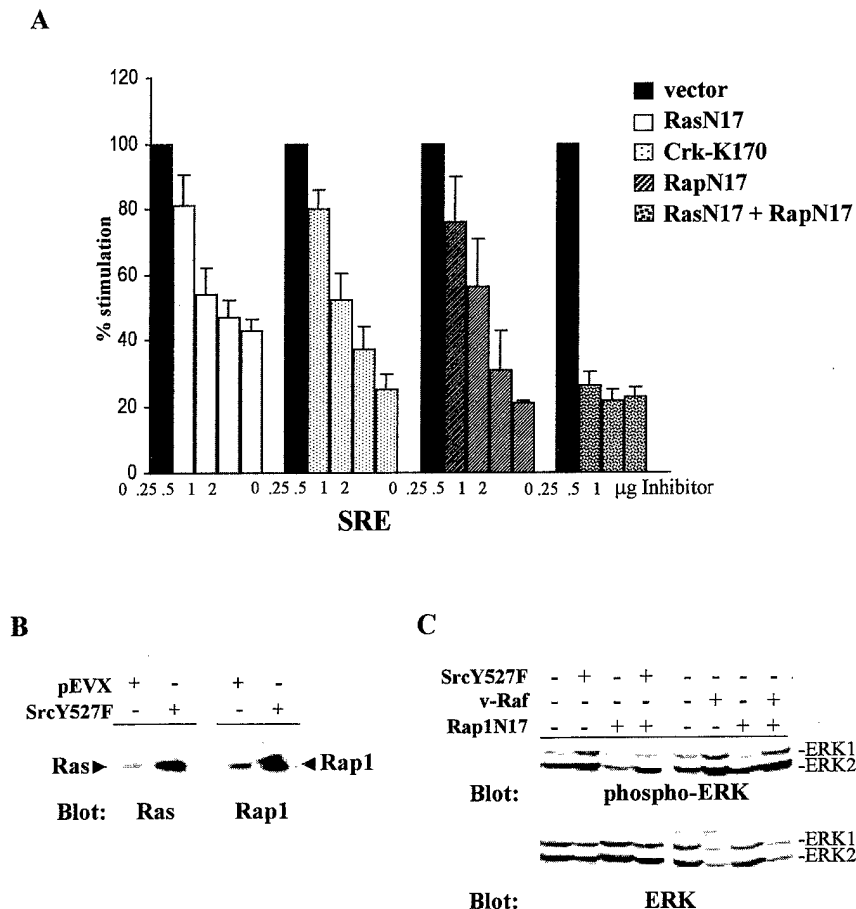 A
120
100
80
60
40
20
0
% stimulation
vector
RasN17
Crk-K170
RapN17
RasN17 + RapN17
0 .25 .5 1 2 0 .25 .5 1 2 0 .25 .5 1 2 0 .25 .5 1 µg Inhibitor
SRE
B
pEVX + - + -
SrcY527F - + - +
Ras Rap1
Blot: Ras Rap1
C
SrcY527F - + - + - - - -
v-Raf - - - - - + - +
Rap1N17 - - + + - - + +
-ERK1
-ERK2
Blot: phospho-ERK
-ERK1
-ERK2
Blot: ERK